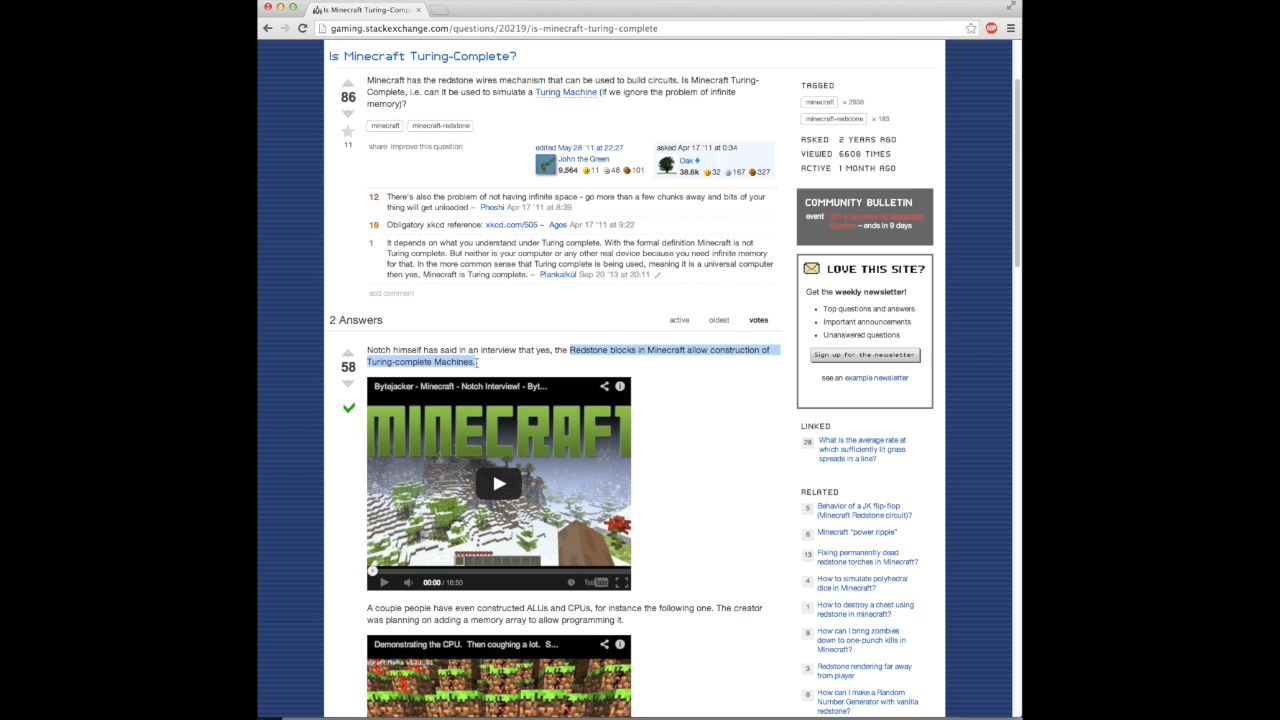 Is Minecraft Turing-Comp
gaming.stackexchange.com/questions/20219/is-minecraft-turing-complete
Is Minecraft Turing-Complete?
86
Minecraft has the redstone wires mechanism that can be used to build circuits. Is Minecraft Turing-
Complete, i.e. can it be used to simulate a Turing Machine (if we ignore the problem of infinite
memory)?
minecraft minecraft-redstone
11
share improve this question
edited May 28 '11 at 22:27
John the Green
9,564 11 48 101
asked Apr 17 '11 at 0:34
Oak ♦
38.6k 32 167 327
12 There's also the problem of not having infinite space - go more than a few chunks away and bits of your
thing will get unloaded – Phoshi Apr 17 '11 at 8:39
19 Obligatory xkcd reference: xkcd.com/505 – Agos Apr 17 '11 at 9:22
1 It depends on what you understand under Turing complete. With the formal definition Minecraft is not
Turing complete. But neither is your computer or any other real device because you need infinite memory
for that. In the more common sense that Turing complete is being used, meaning it is a universal computer
then yes, Minecraft is Turing complete. – Plankalkül Sep 20 '13 at 20:11
add comment
2 Answers
active oldest votes
58
Notch himself has said in an interview that yes, the Redstone blocks in Minecraft allow construction of
Turing-complete Machines.
Bytejacker - Minecraft - Notch Interview! - Byt...
MINECRAFT
00:00 / 16:50
YouTube
A couple people have even constructed ALUs and CPUs, for instance the following one. The creator
was planning on adding a memory array to allow programming it.
Demonstrating the CPU. Then coughing a lot. S...
TAGGED
minecraft × 2938
minecraft-redstone × 183
ASKED 2 YEARS AGO
VIEWED 6608 TIMES
ACTIVE 1 MONTH AGO
COMMUNITY BULLETIN
event 2014 Community Moderator
Election – ends in 9 days
LOVE THIS SITE?
Get the weekly newsletter!
Top questions and answers
Important announcements
Unanswered questions
Sign up for the newsletter
see an example newsletter
LINKED
28 What is the average rate at
which sufficiently lit grass
spreads in a line?
RELATED
5 Behavior of a JK flip-flop
(Minecraft Redstone circuit)?
6 Minecraft "power ripple"
13 Fixing permanently dead
redstone torches in Minecraft?
4 How to simulate polyhedral
dice in Minecraft?
1 How to destroy a chest using
redstone in minecraft?
8 How can I bring zombies
down to one-punch kills in
Minecraft?
3 Redstone rendering far away
from player
6 How can I make a Random
Number Generator with vanilla
redstone?